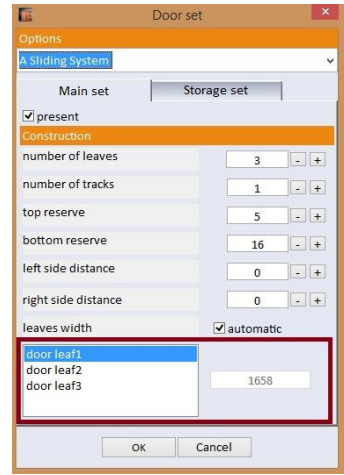 Door set
Options
A Sliding System
Main set Storage set
present
Construction
number of leaves 3 - +
number of tracks 1 - +
top reserve 5 - +
bottom reserve 16 - +
left side distance 0 - +
right side distance 0 - +
leaves width automatic
door leaf1
door leaf2
door leaf3
1658
OK Cancel